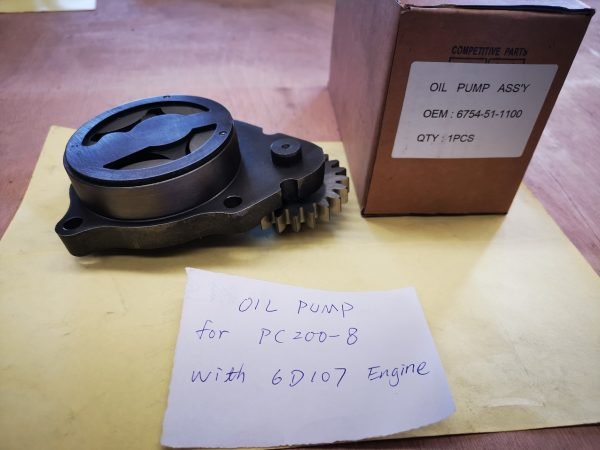 COMPETITIVE PARTS
OIL PUMP ASS'Y
OEM : 6754-51-1100
QTY : 1PCS
OIL PUMP
for PC200-8
With 6D107 Engine